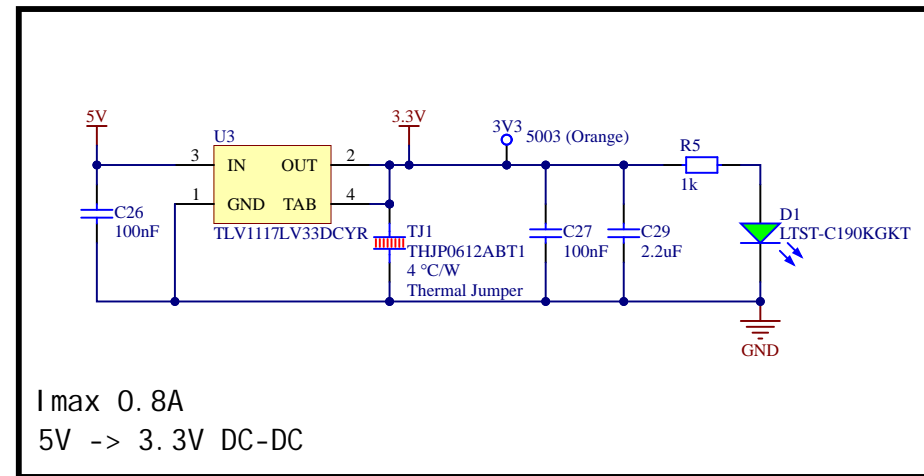 5V
3.3V
U3
3V3
5003 (Orange)
R5
3
IN
OUT
2
1k
1
GND
TAB
4
C26
100nF
TLV1117LV33DCYR
TJ1
THJP0612ABT1
4 °C/W
Thermal Jumper
C27
100nF
C29
2.2uF
D1
LTST-C190KGKT
GND
Imax 0.8A
5V -> 3.3V DC-DC